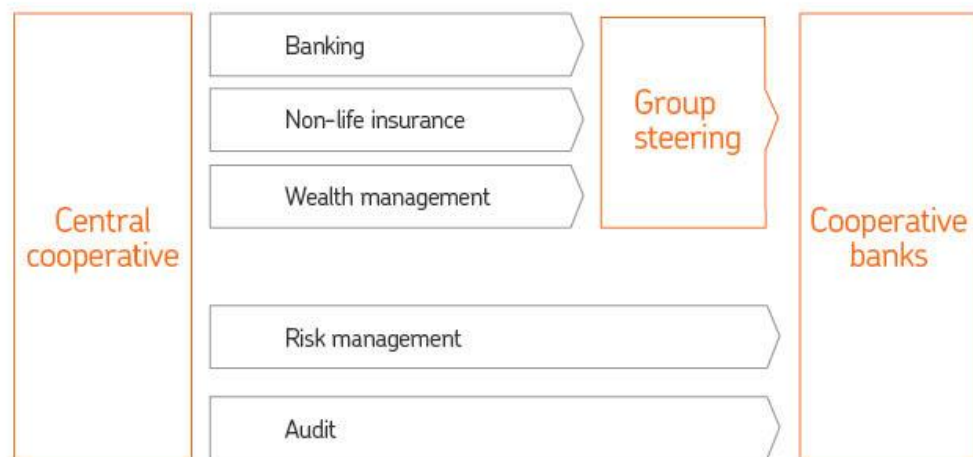 Central
cooperative
Banking
Non-life insurance
Wealth management
Group
steering
Risk management
Audit
Cooperative
banks